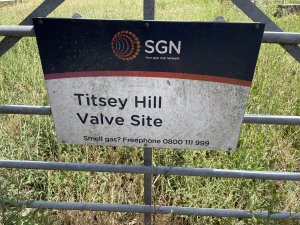 SGN
Your gas. Our network.
Titsey Hill
Valve Site
Smell gas? Freephone 0800 111 999